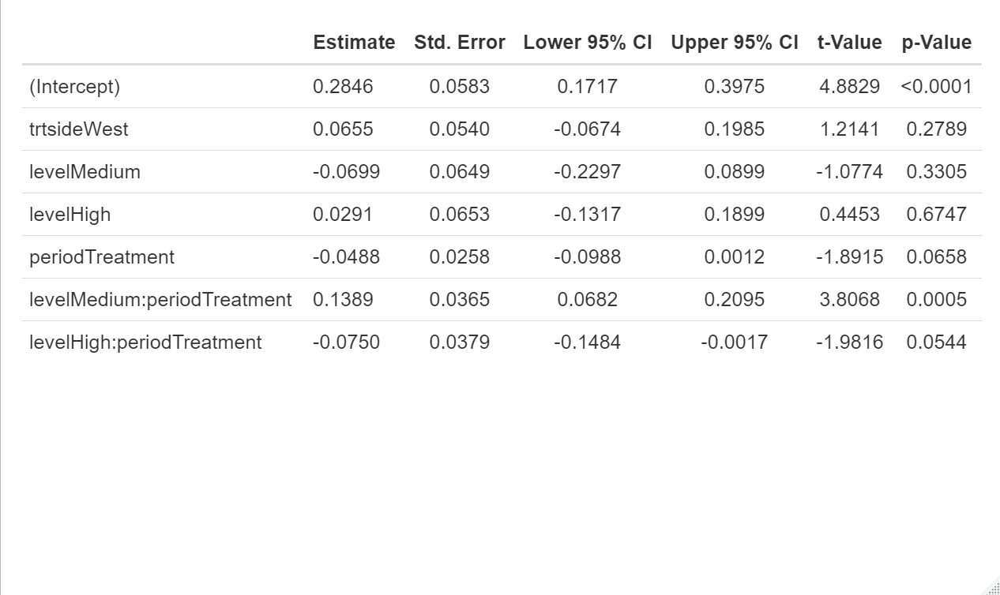 Estimate Std. Error Lower 95% CI Upper 95% CI t-Value p-Value
(Intercept) 0.2846 0.0583 0.1717 0.3975 4.8829 <0.0001
trtsideWest 0.0655 0.0540 -0.0674 0.1985 1.2141 0.2789
levelMedium -0.0699 0.0649 -0.2297 0.0899 -1.0774 0.3305
levelHigh 0.0291 0.0653 -0.1317 0.1899 0.4453 0.6747
periodTreatment -0.0488 0.0258 -0.0988 0.0012 -1.8915 0.0658
levelMedium:periodTreatment 0.1389 0.0365 0.0682 0.2095 3.8068 0.0005
levelHigh:periodTreatment -0.0750 0.0379 -0.1484 -0.0017 -1.9816 0.0544